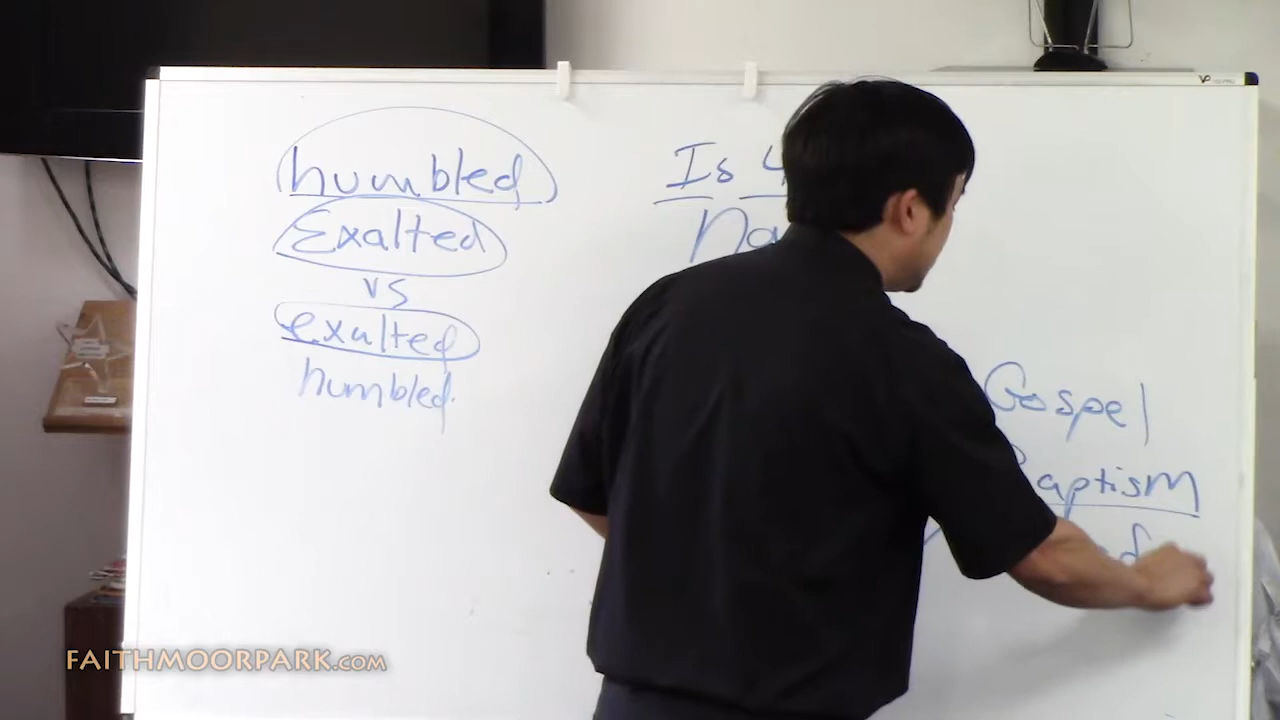 humbled
Exalted
vs
exalted
humbled.
Is
Gospel
Baptism
FAITHMOORPARK.COM